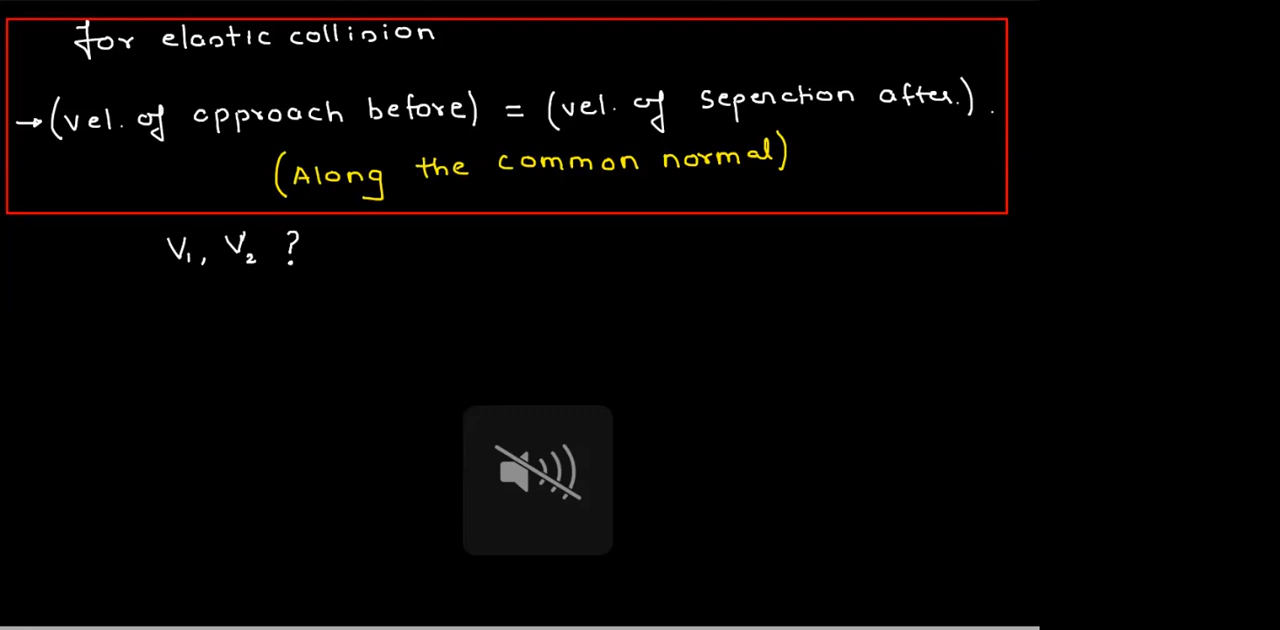 for elastic collision
→ (vel. of approach before) = (vel. of seperation after.).
(Along the common normal)
V₁, V₂ ?